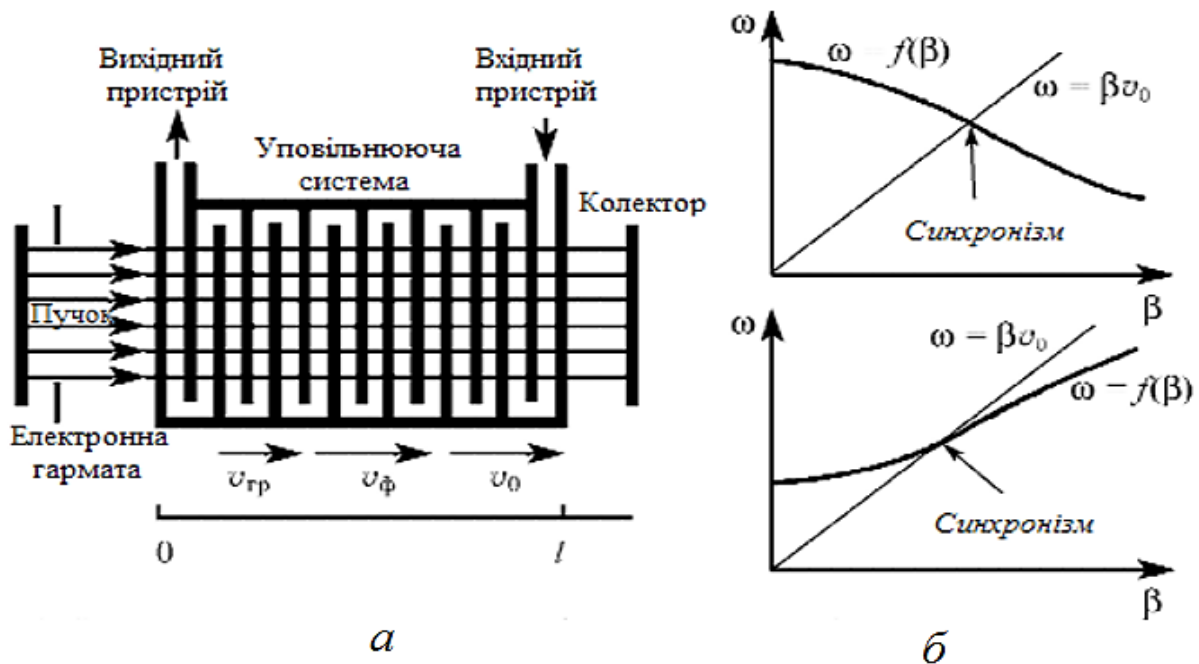 Вихідний
пристрій
Вхідний
пристрій
Уповільнююча
система
Колектор
Пучок
Електронна
гармата
υгр
υф
υ0
0
l
а
ω
ω = f(β)
ω = βυ0
Синхронізм
β
ω
ω = βυ0
ω = f(β)
Синхронізм
β
б